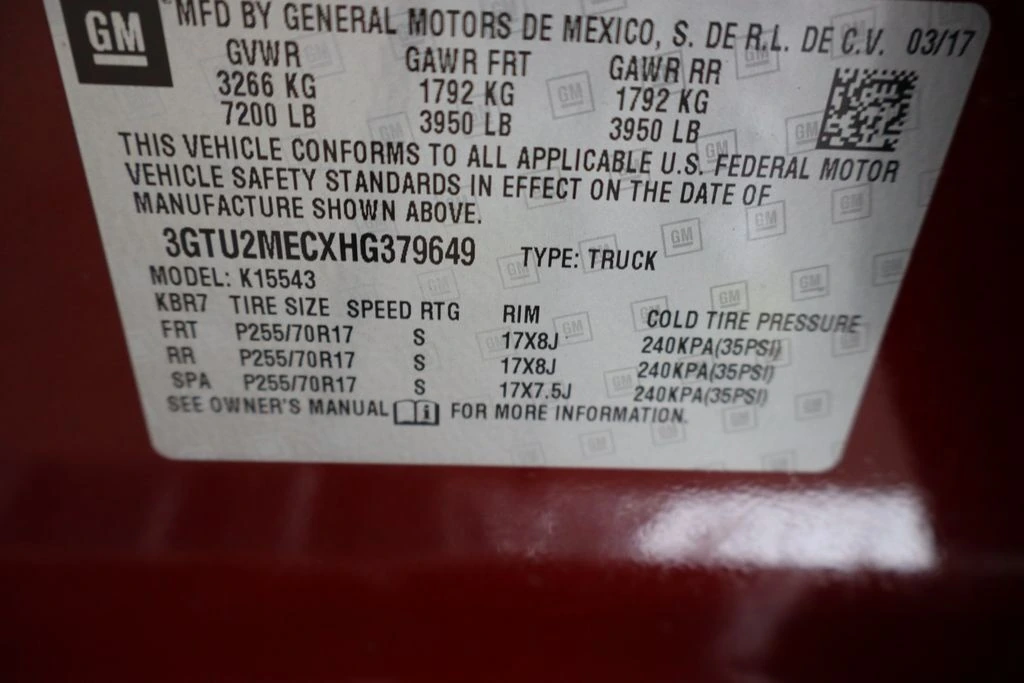 GM
MFD BY GENERAL MOTORS DE MEXICO, S. DE R.L. DE C.V. 03/17
GVWR GAWR FRT GAWR RR
3266 KG 1792 KG 1792 KG
7200 LB 3950 LB 3950 LB
THIS VEHICLE CONFORMS TO ALL APPLICABLE U.S. FEDERAL MOTOR
VEHICLE SAFETY STANDARDS IN EFFECT ON THE DATE OF
MANUFACTURE SHOWN ABOVE.
3GTU2MECXHG379649 TYPE: TRUCK
MODEL: K15543
KBR7 TIRE SIZE SPEED RTG RIM COLD TIRE PRESSURE
FRT P255/70R17 S 17X8J 240KPA(35PSI)
RR P255/70R17 S 17X8J 240KPA(35PSI)
SPA P255/70R17 S 17X7.5J 240KPA(35PSI)
SEE OWNER'S MANUAL i FOR MORE INFORMATION.